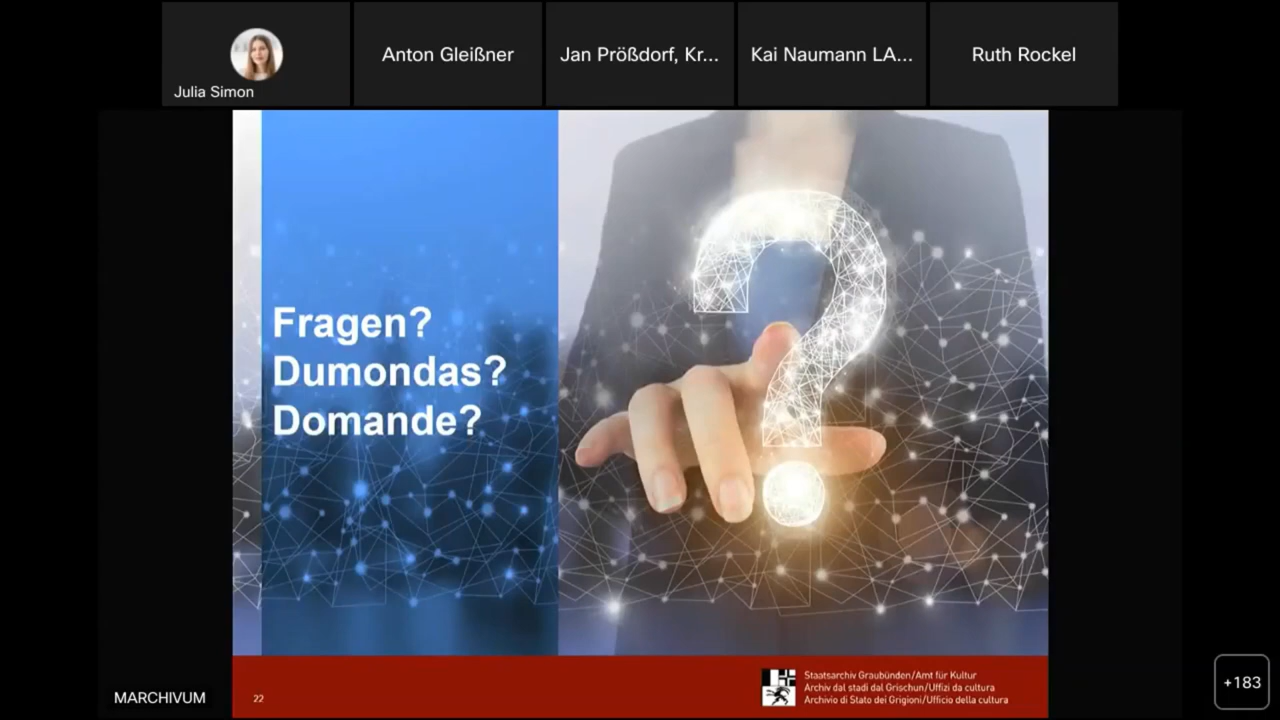 Julia Simon
Anton Gleißner
Jan Prößdorf, Kr...
Kai Naumann LA...
Ruth Rockel
Fragen?
Dumondas?
Domande?
22
Staatsarchiv Graubünden/Amt für Kultur
Archiv dal stadi dal Grischun/Uffizi da cultura
Archivio di Stato dei Grigioni/Ufficio della cultura
MARCHIVUM
+183